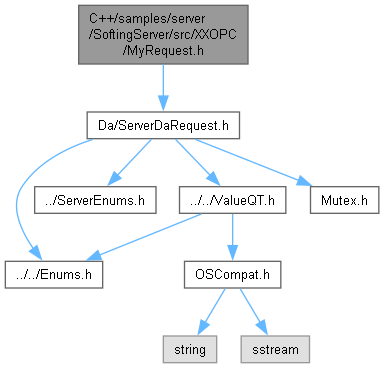 C++/samples/server
/SoftingServer/src/XXOPC
/MyRequest.h
Da/ServerDaRequest.h
../ServerEnums.h
../../ValueQT.h
Mutex.h
../../Enums.h
OSCompat.h
string
sstream